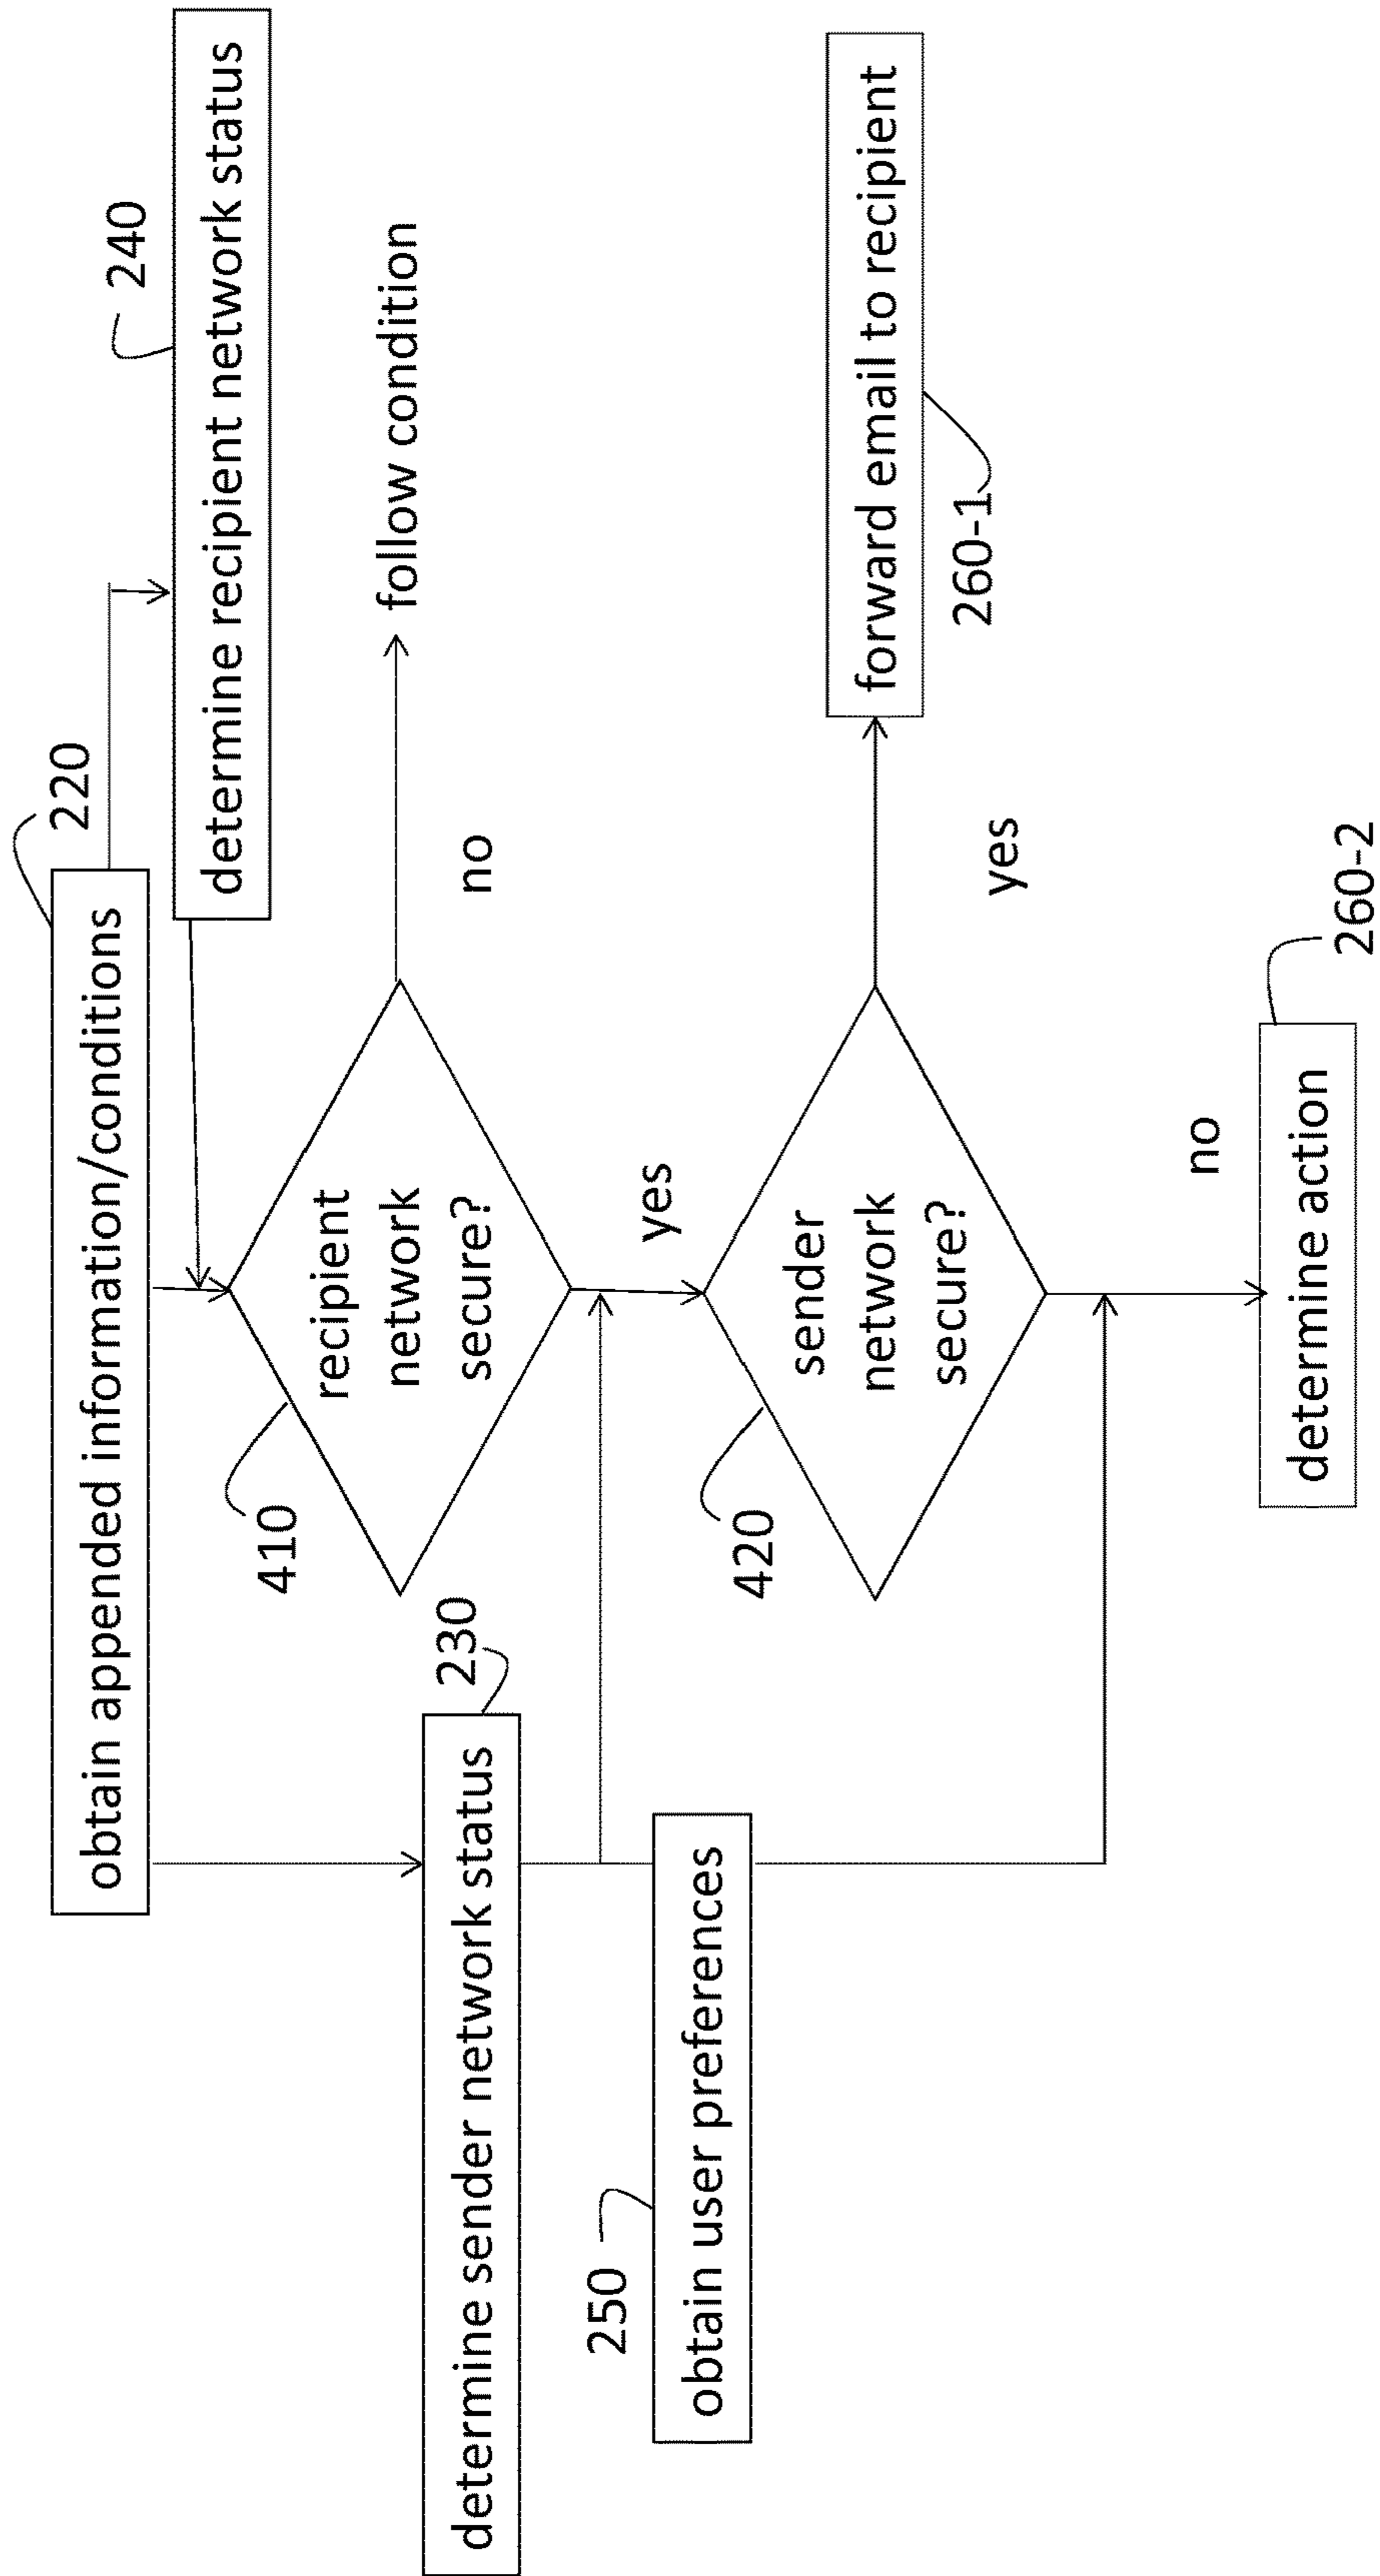 220
obtain appended information/conditions
240
determine recipient network status
410
recipient
network
secure?
no
follow condition
230
determine sender network status
yes
250
obtain user preferences
420
sender
network
secure?
yes
forward email to recipient
260-1
no
determine action
260-2